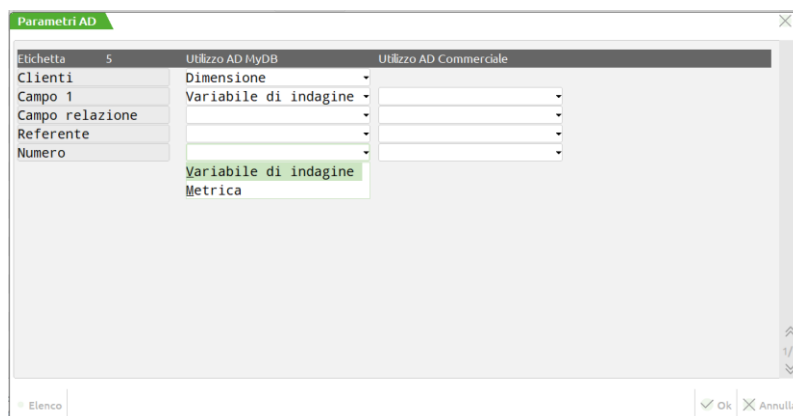 Parametri AD
Etichetta 5 Utilizzo AD MyDB Utilizzo AD Commerciale
Clienti Dimensione
Campo 1 Variabile di indagine
Campo relazione
Referente
Numero
Variabile di indagine
Metrica
1/
Elenco Ok Annulla